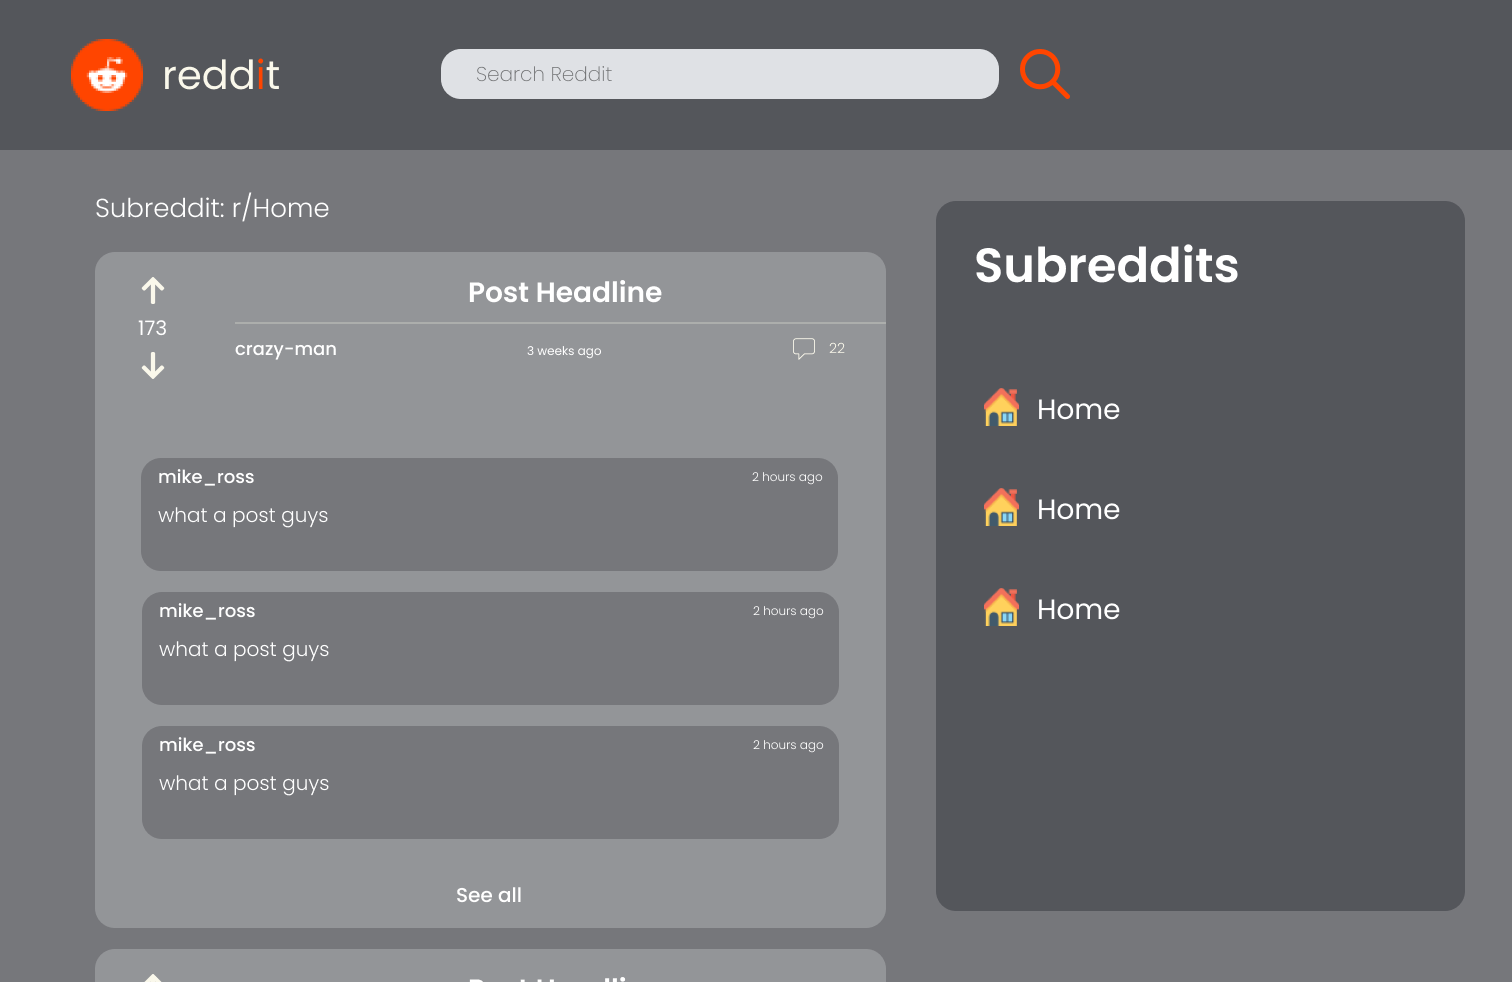 reddit
Search Reddit
Subreddit: r/Home
Post Headline
173
crazy-man
3 weeks ago
22
mike_ross
2 hours ago
what a post guys
mike_ross
2 hours ago
what a post guys
mike_ross
2 hours ago
what a post guys
See all
Post Headline
Subreddits
Home
Home
Home